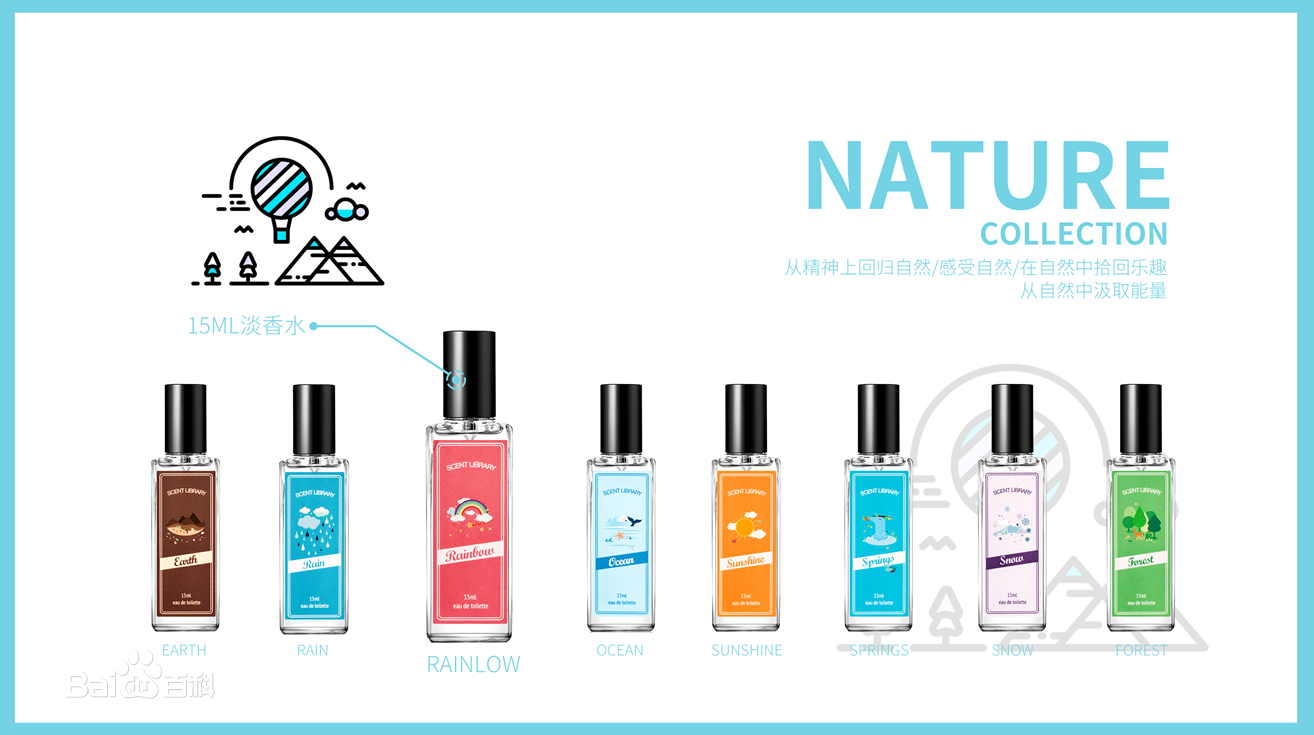 NATURE
COLLECTION
从精神上回归自然/感受自然/在自然中拾回乐趣
从自然中汲取能量
15ML淡香水
SCENT LIBRARY
Earth
15ml
eau de toilette
SCENT LIBRARY
Rain
15ml
eau de toilette
SCENT LIBRARY
Rainbow
15ml
eau de toilette
SCENT LIBRARY
Ocean
15ml
eau de toilette
SCENT LIBRARY
Sunshine
15ml
eau de toilette
SCENT LIBRARY
Springs
15ml
eau de toilette
SCENT LIBRARY
Snow
15ml
eau de toilette
SCENT LIBRARY
Forest
15ml
eau de toilette
EARTH
RAIN
RAINLOW
OCEAN
SUNSHINE
SPRINGS
SNOW
FOREST
Bai百科